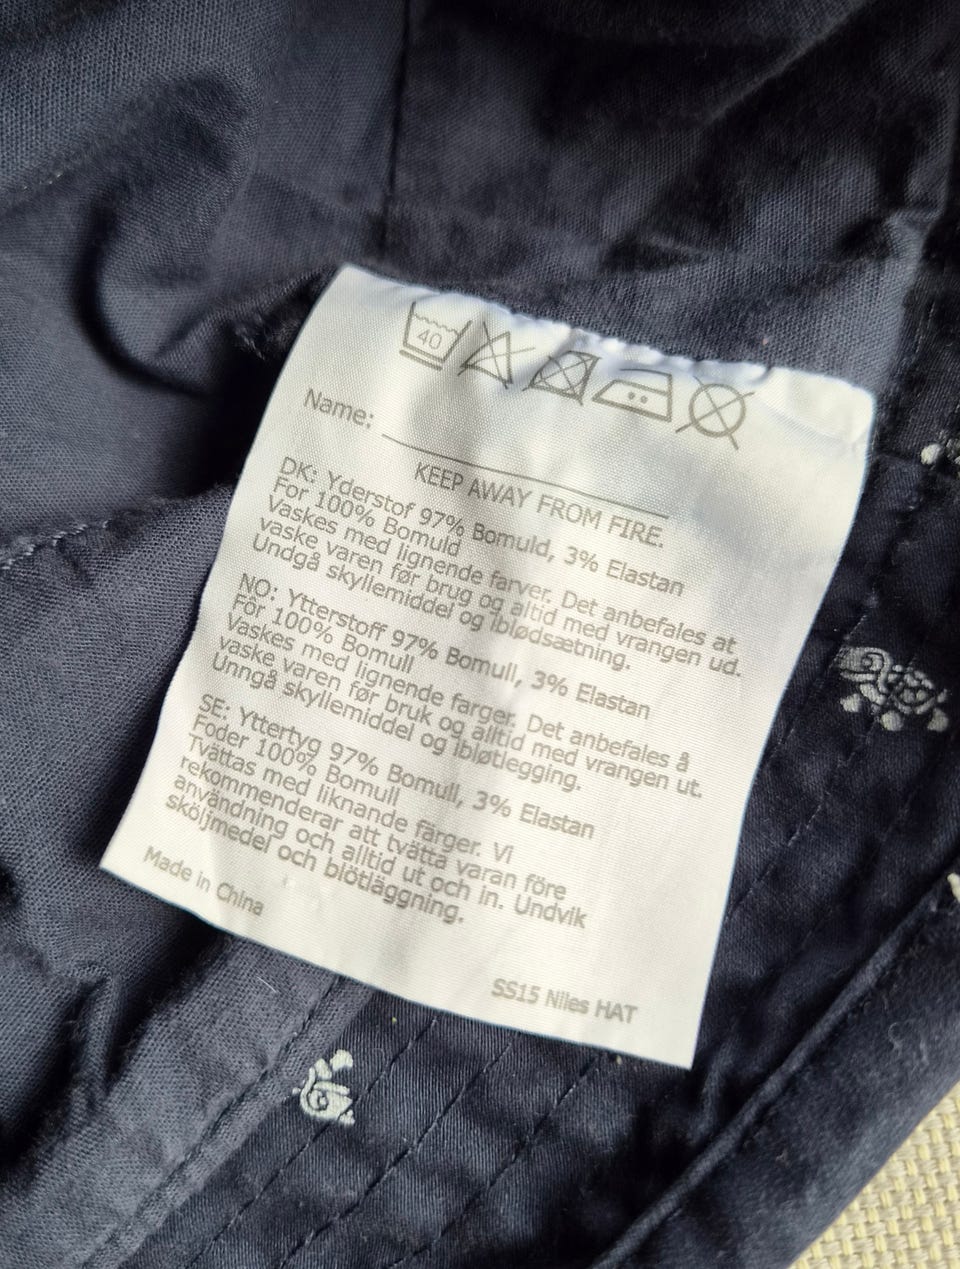 40
Name:
KEEP AWAY FROM FIRE.
DK: Yderstof 97% Bomuld, 3% Elastan
For 100% Bomuld
Vaskes med lignende farver. Det anbefales at
vaske varen før brug og altid med vrangen ud.
Undgå skyllemiddel og iblødsætning.
NO: Ytterstoff 97% Bomull, 3% Elastan
Fôr 100% Bomull
Vaskes med lignende farger. Det anbefales å
vaske varen før bruk og alltid med vrangen ut.
Unngå skyllemiddel og ibløtlegging.
SE: Yttertyg 97% Bomull, 3% Elastan
Foder 100% Bomull
Tvättas med liknande färger. Vi
rekommenderar att tvätta varan före
användning och alltid ut och in. Undvik
sköljmedel och blötläggning.
Made in China
SS15 Niles HAT